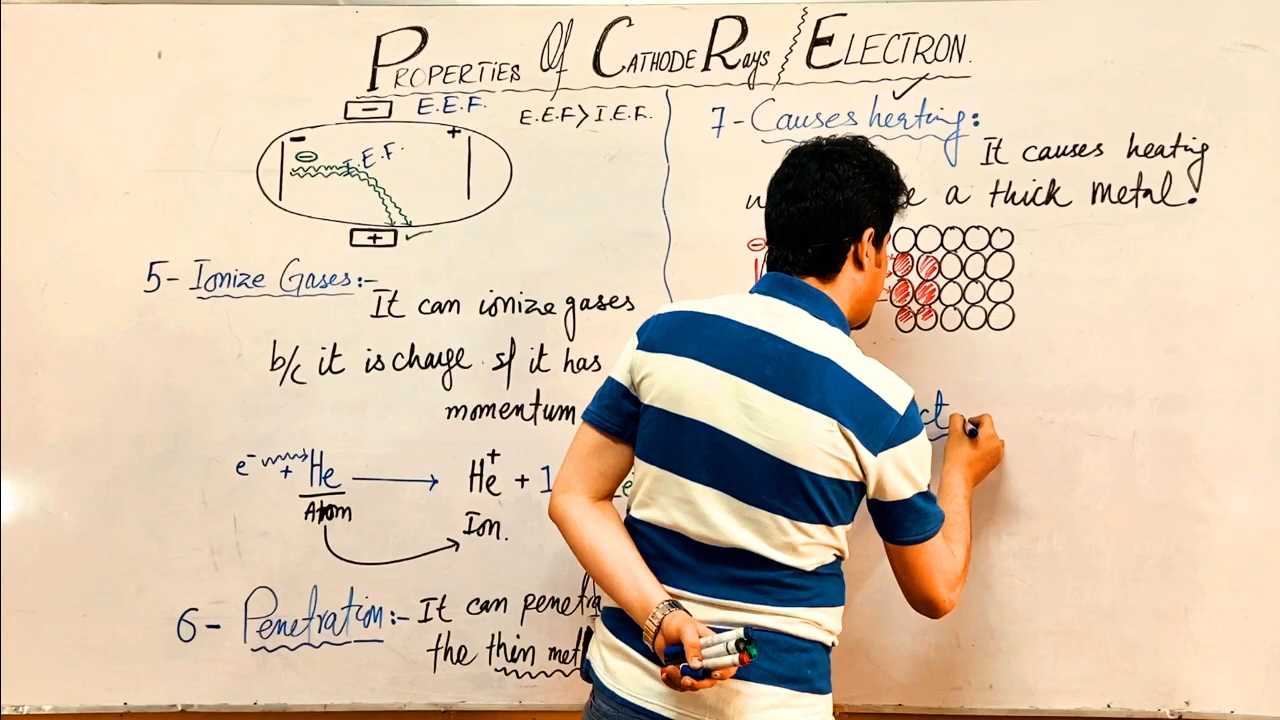 PROPERTIES Of CATHODE Rays / ELECTRON.
- E.E.F. E.E.F > I.E.F.
- +
- I.E.F.
+
5- Ionize Gases:-
It can ionize gases
b/c it is charge if it has
momentum
e- + He → He+ + 1
Atom
Ion.
6- Penetration:- It can penetra
the thin met
7- Causes heating:
It causes heating
a thick metal.
-
ct